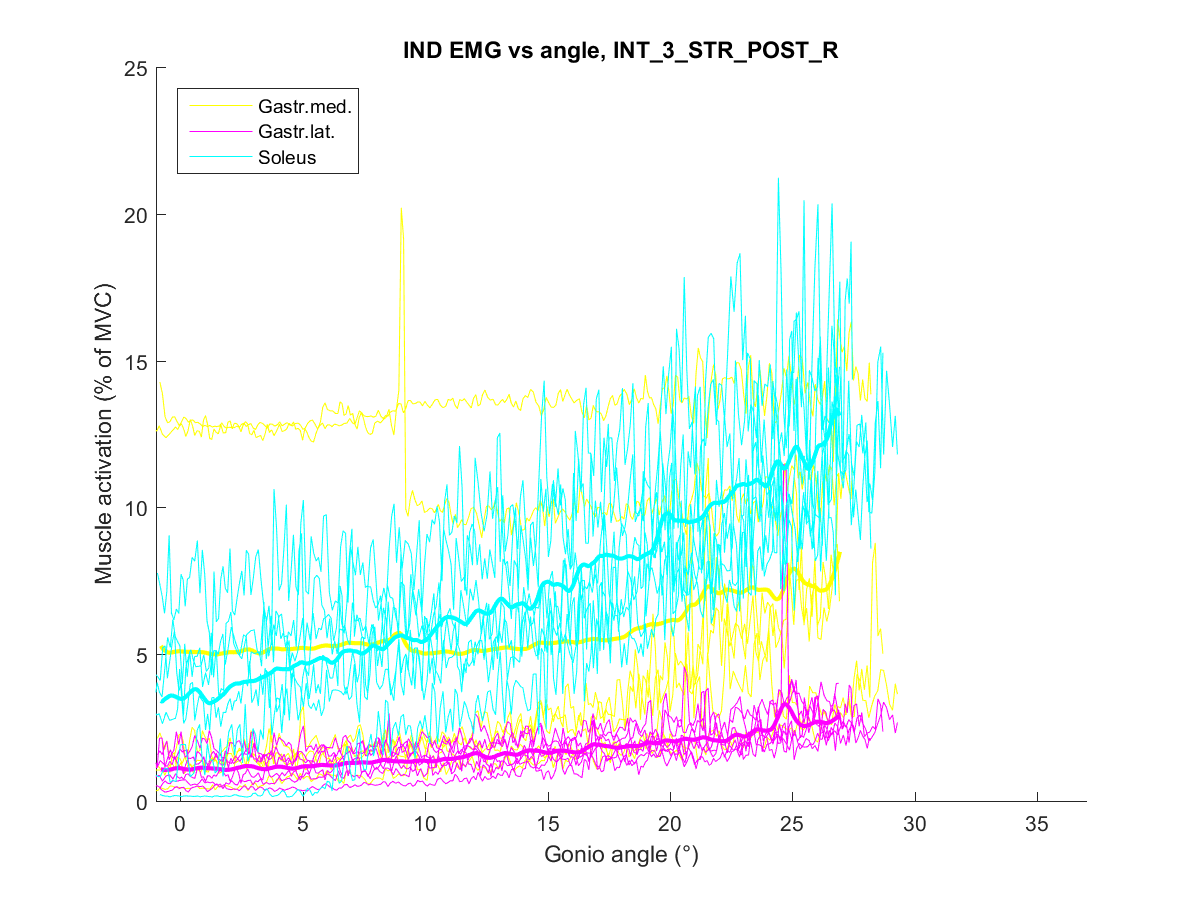 IND EMG vs angle, INT_3_STR_POST_R
25
20
15
10
5
0
Muscle activation (% of MVC)
Gastr.med.
Gastr.lat.
Soleus
0 5 10 15 20 25 30 35
Gonio angle (°)